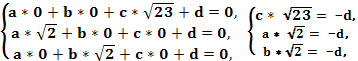 a * 0 + b * 0 + c * √23 + d = 0,
a * √2 + b * 0 + c * 0 + d = 0,
a * 0 + b * √2 + c * 0 + d = 0,
c * √23 = -d,
a * √2 = -d,
b * √2 = -d,